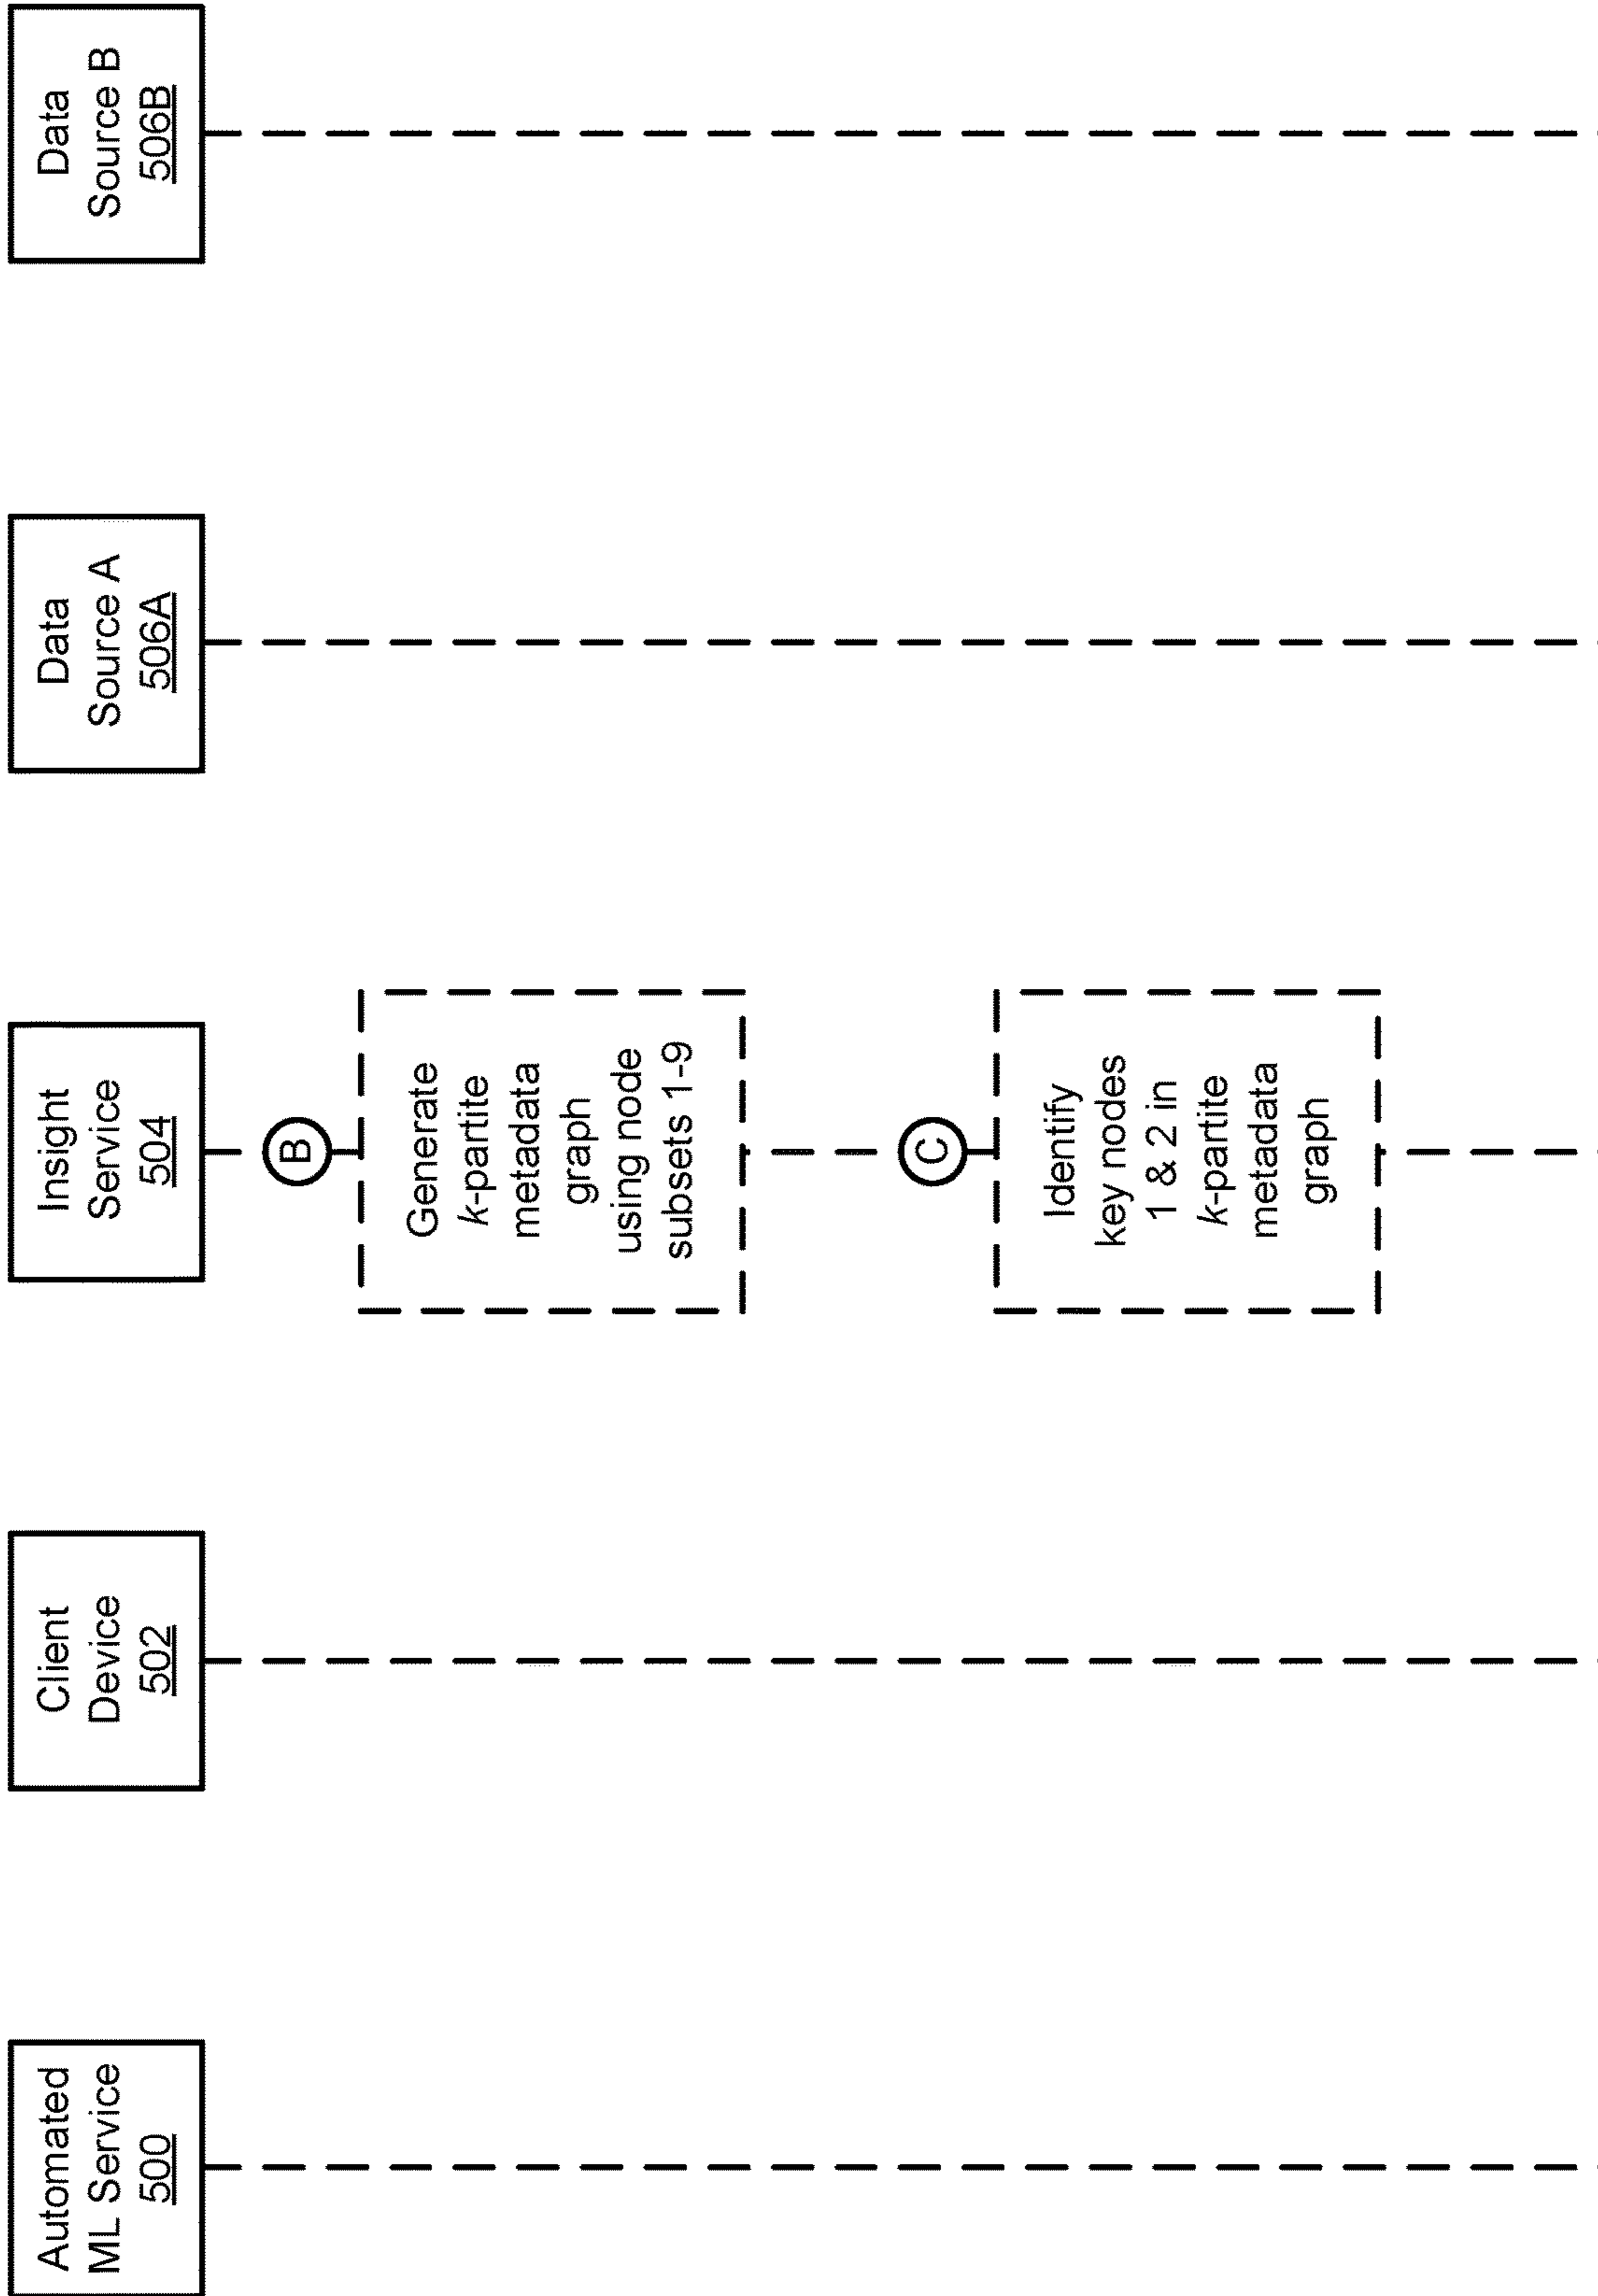 Automated
ML Service
500
Client
Device
502
Insight
Service
504
Data
Source A
506A
Data
Source B
506B
B
Generate
k-partite
metadata
graph
using node
subsets 1-9
C
Identify
key nodes
1 & 2 in
k-partite
metadata
graph